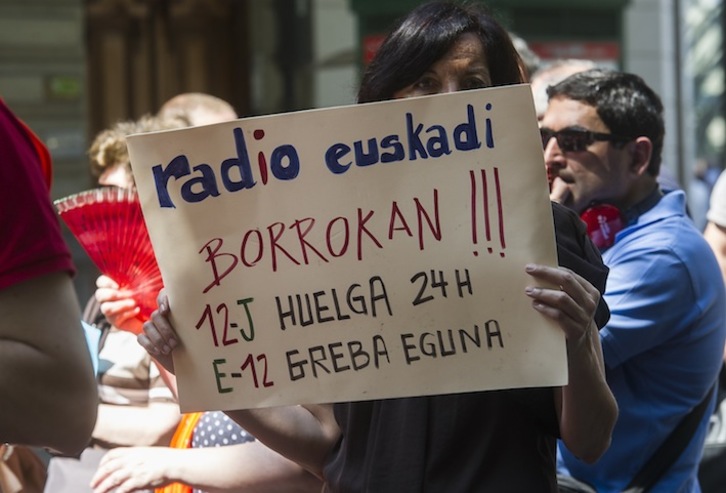 radio euskadi
BORROKAN !!!
12-J HUELGA 24H
E-12 GREBA EGUNA